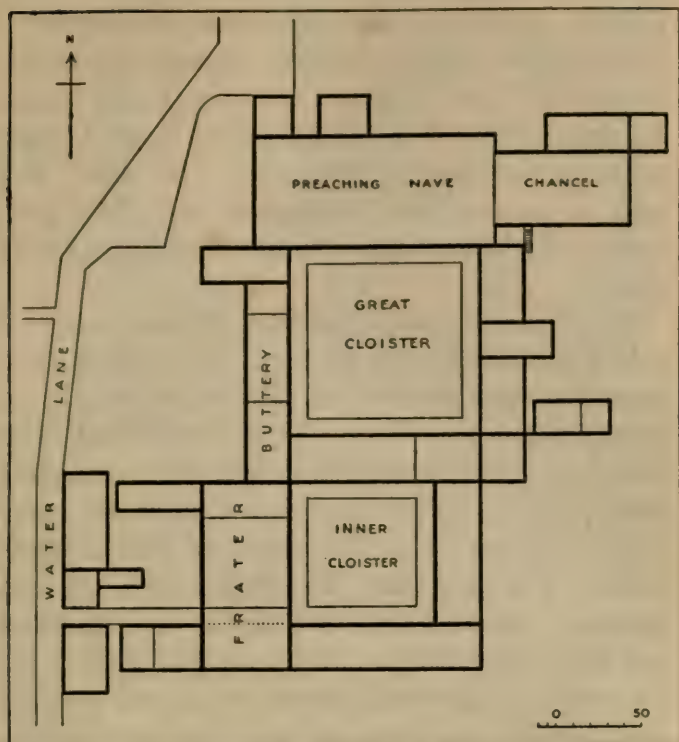 N
PREACHING NAVE
CHANCEL
GREAT
CLOISTER
BUTTERY
WATER LANE
FRATER
INNER
CLOISTER
0 50